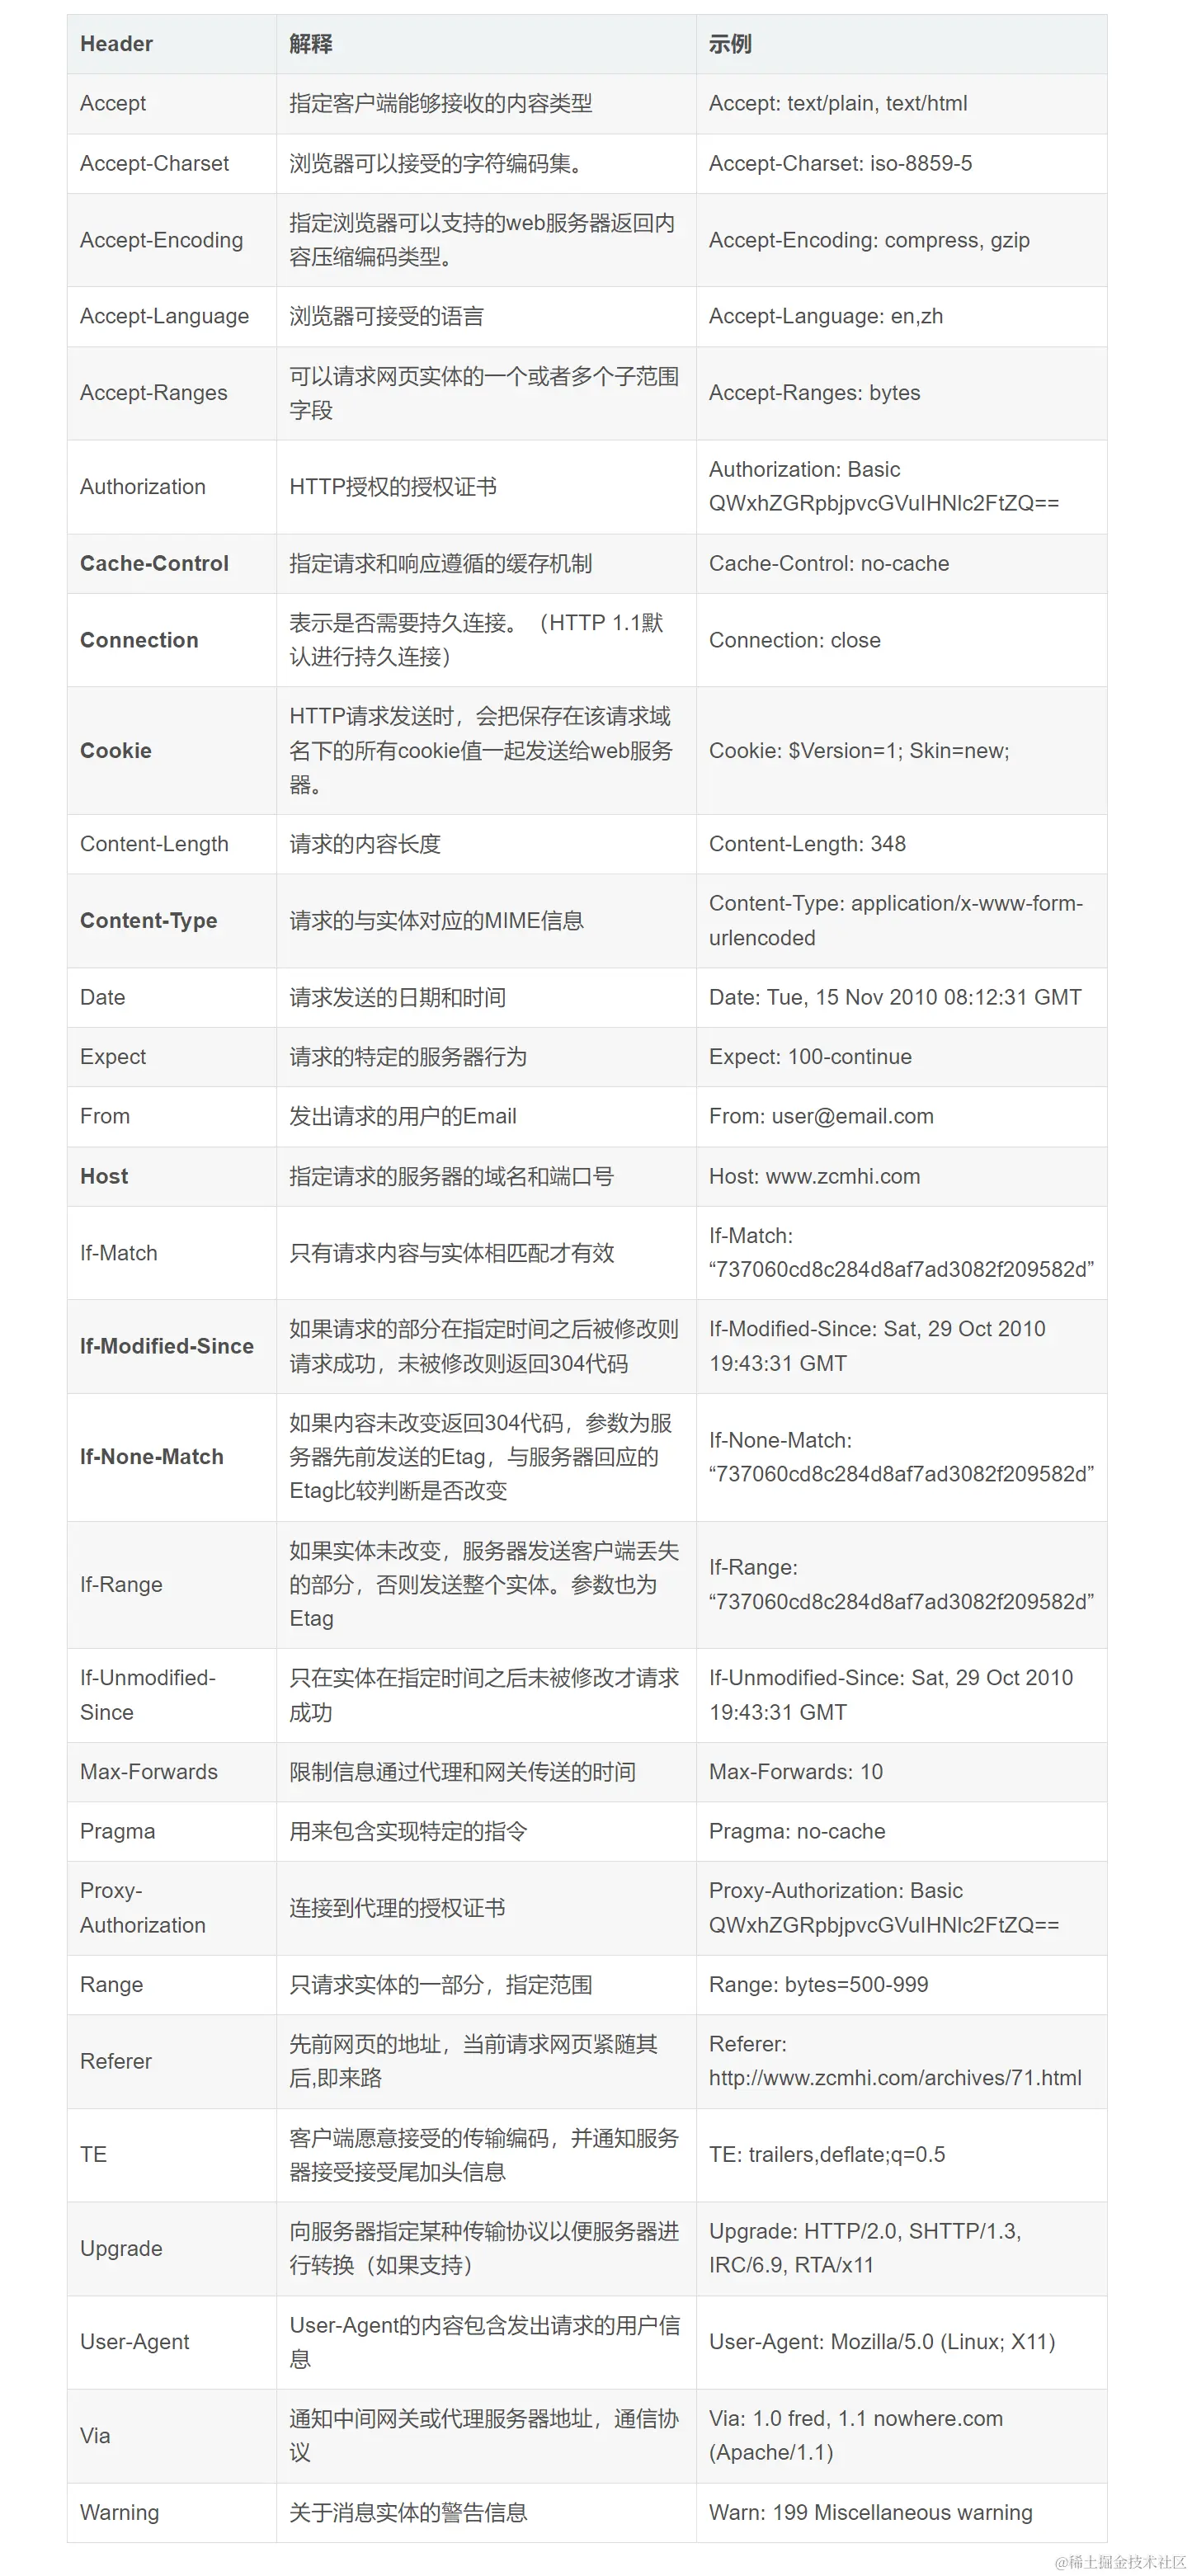 Header 解释 示例
Accept 指定客户端能够接收的内容类型 Accept: text/plain, text/html
Accept-Charset 浏览器可以接受的字符编码集。 Accept-Charset: iso-8859-5
Accept-Encoding 指定浏览器可以支持的web服务器返回内
容压缩编码类型。 Accept-Encoding: compress, gzip
Accept-Language 浏览器可接受的语言 Accept-Language: en,zh
Accept-Ranges 可以请求网页实体的一个或者多个子范围
字段 Accept-Ranges: bytes
Authorization HTTP授权的授权证书 Authorization: Basic
QWxhZGRpbjpvcGVuIHNlc2FtZQ==
Cache-Control 指定请求和响应遵循的缓存机制 Cache-Control: no-cache
Connection 表示是否需要持久连接。（HTTP 1.1默
认进行持久连接） Connection: close
Cookie HTTP请求发送时，会把保存在该请求域
名下的所有cookie值一起发送给web服务
器。 Cookie: $Version=1; Skin=new;
Content-Length 请求的内容长度 Content-Length: 348
Content-Type 请求的与实体对应的MIME信息 Content-Type: application/x-www-form-
urlencoded
Date 请求发送的日期和时间 Date: Tue, 15 Nov 2010 08:12:31 GMT
Expect 请求的特定的服务器行为 Expect: 100-continue
From 发出请求的用户的Email From: user@email.com
Host 指定请求的服务器的域名和端口号 Host: www.zcmhi.com
If-Match 只有请求内容与实体相匹配才有效 If-Match:
“737060cd8c284d8af7ad3082f209582d”
If-Modified-Since 如果请求的部分在指定时间之后被修改则
请求成功，未被修改则返回304代码 If-Modified-Since: Sat, 29 Oct 2010
19:43:31 GMT
If-None-Match 如果内容未改变返回304代码，参数为服
务器先前发送的Etag，与服务器回应的
Etag比较判断是否改变 If-None-Match:
“737060cd8c284d8af7ad3082f209582d”
If-Range 如果实体未改变，服务器发送客户端丢失
的部分，否则发送整个实体。参数也为
Etag If-Range:
“737060cd8c284d8af7ad3082f209582d”
If-Unmodified-
Since 只在实体在指定时间之后未被修改才请求
成功 If-Unmodified-Since: Sat, 29 Oct 2010
19:43:31 GMT
Max-Forwards 限制信息通过代理和网关传送的时间 Max-Forwards: 10
Pragma 用来包含实现特定的指令 Pragma: no-cache
Proxy-
Authorization 连接到代理的授权证书 Proxy-Authorization: Basic
QWxhZGRpbjpvcGVuIHNlc2FtZQ==
Range 只请求实体的一部分，指定范围 Range: bytes=500-999
Referer 先前网页的地址，当前请求网页紧随其
后,即来路 Referer:
http://www.zcmhi.com/archives/71.html
TE 客户端愿意接受的传输编码，并通知服务
器接受接受尾加头信息 TE: trailers,deflate;q=0.5
Upgrade 向服务器指定某种传输协议以便服务器进
行转换（如果支持） Upgrade: HTTP/2.0, SHTTP/1.3,
IRC/6.9, RTA/x11
User-Agent User-Agent的内容包含发出请求的用户信
息 User-Agent: Mozilla/5.0 (Linux; X11)
Via 通知中间网关或代理服务器地址，通信协
议 Via: 1.0 fred, 1.1 nowhere.com
(Apache/1.1)
Warning 关于消息实体的警告信息 Warn: 199 Miscellaneous warning
@稀土掘金技术社区